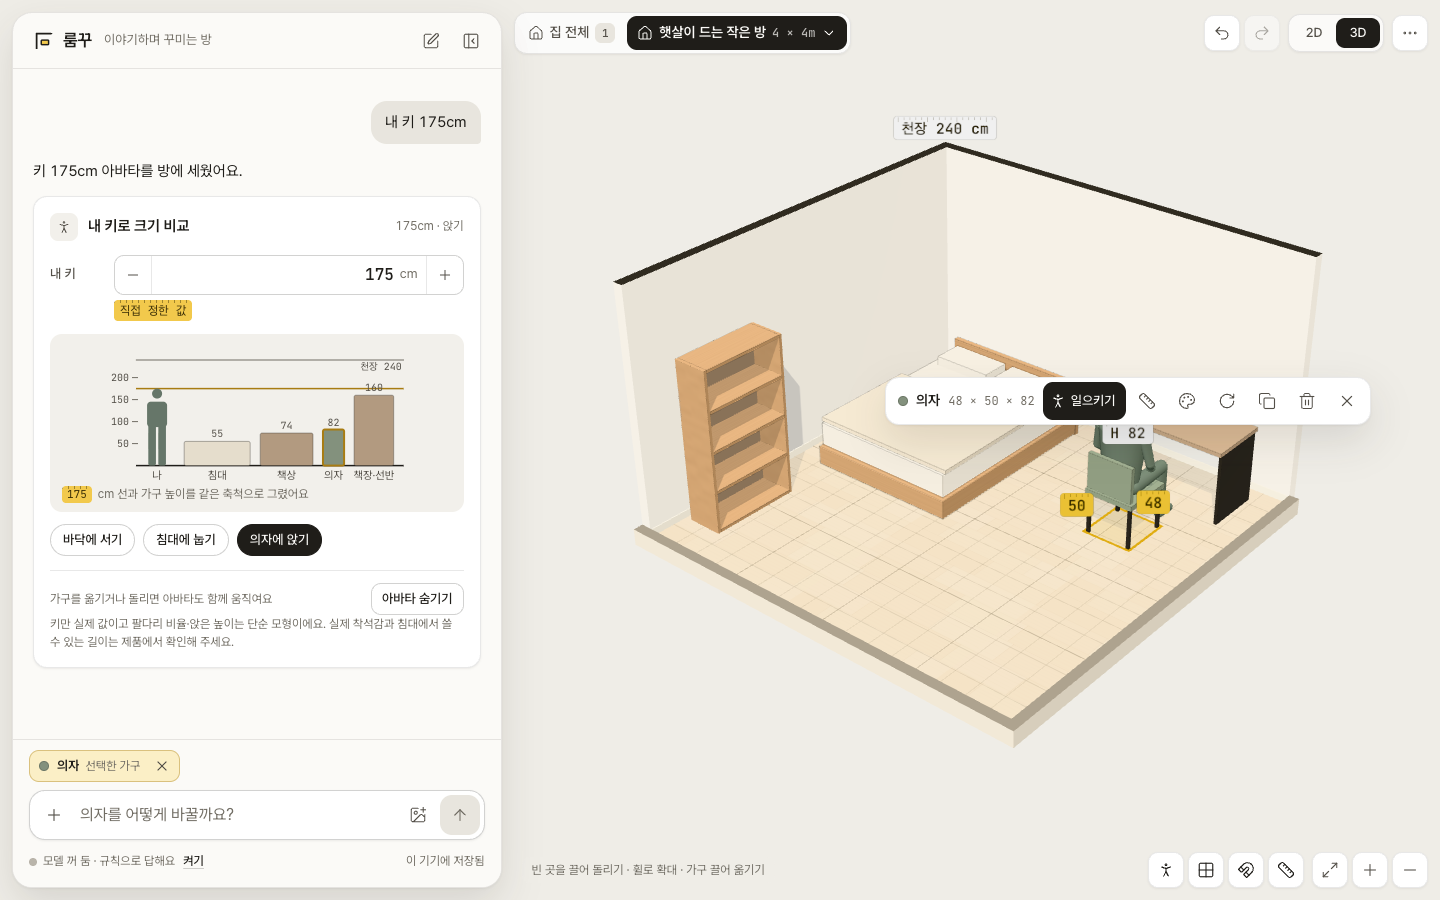 룸꾸 이야기하며 꾸미는 방
집 전체 1
햇살이 드는 작은 방 4 × 4m
2D 3D
내 키 175cm
키 175cm 아바타를 방에 세웠어요.
내 키로 크기 비교 175cm · 앉기
내 키 175 cm
직접 정한 값
천장 240
200
150
100
50
55
74
82
160
나 침대 책상 의자 책장·선반
175 cm 선과 가구 높이를 같은 축척으로 그렸어요
바닥에 서기 침대에 눕기 의자에 앉기
가구를 옮기거나 돌리면 아바타도 함께 움직여요 아바타 숨기기
키만 실제 값이고 팔다리 비율·앉은 높이는 단순 모형이에요. 실제 착석감과 침대에서 쓸
수 있는 길이는 제품에서 확인해 주세요.
의자 선택한 가구
의자를 어떻게 바꿀까요?
모델 꺼 둠 · 규칙으로 답해요 켜기 이 기기에 저장됨
천장 240 cm
의자 48 × 50 × 82 일으키기
H 82
50
48
빈 곳을 끌어 돌리기 · 휠로 확대 · 가구 끌어 옮기기